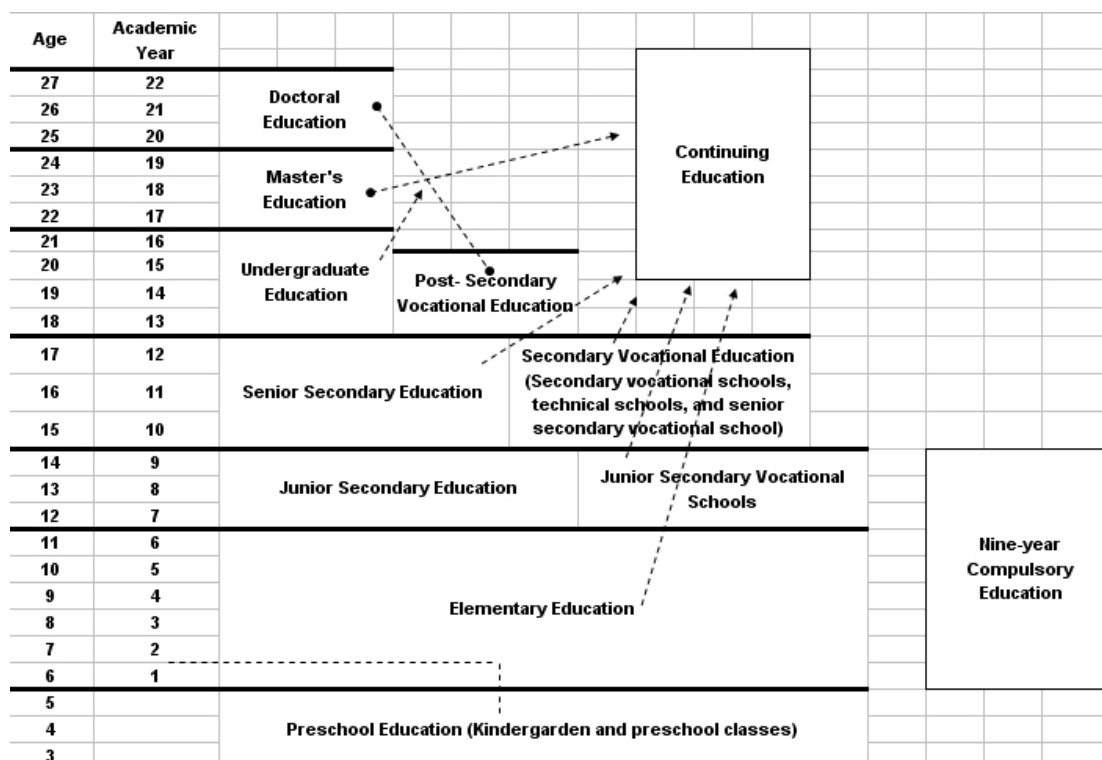 Age
Academic
Year
27 22
26 21
25 20
Doctoral
Education
24 19
23 18
22 17
Master's
Education
Continuing
Education
21 16
20 15
19 14
18 13
Undergraduate
Education
Post- Secondary
Vocational Education
17 12
16 11
15 10
Senior Secondary Education
Secondary Vocational Education
(Secondary vocational schools,
technical schools, and senior
secondary vocational school)
14 9
13 8
12 7
Junior Secondary Education
Junior Secondary Vocational
Schools
11 6
10 5
9 4
8 3
7 2
6 1
Elementary Education
Nine-year
Compulsory
Education
5
4
3
Preschool Education (Kindergarden and preschool classes)